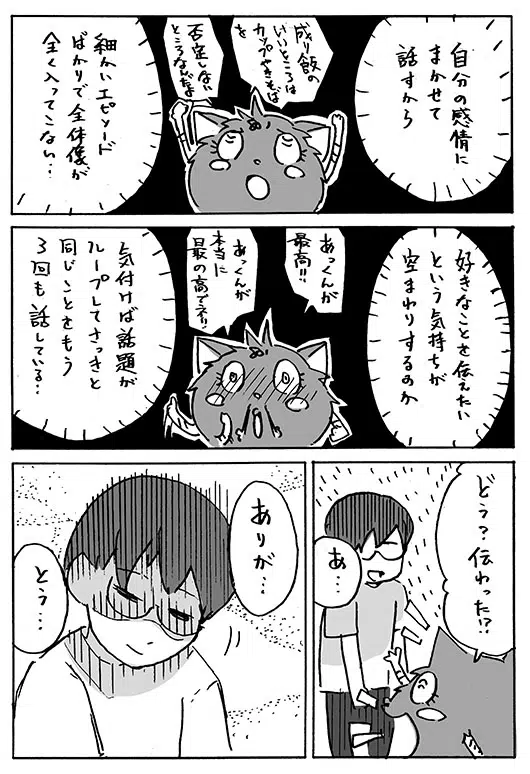 自分の感情に
まかせて
話すから
成り飯の
いいところは
カップやきそば
を
否定しない
ところなんだよ
細かいエピソード
ばかりで全体像が
全く入ってこない…
好きなことを伝えたい
という気持ちが
空まわりするのか
あっくんが
最高!!
あっくんが
本当に
最の高でネ!!
気付けば話題が
ループしてさっきと
同じことをもう
3回も話している…
どう？伝わった!?
あ…
ありが…
とう…